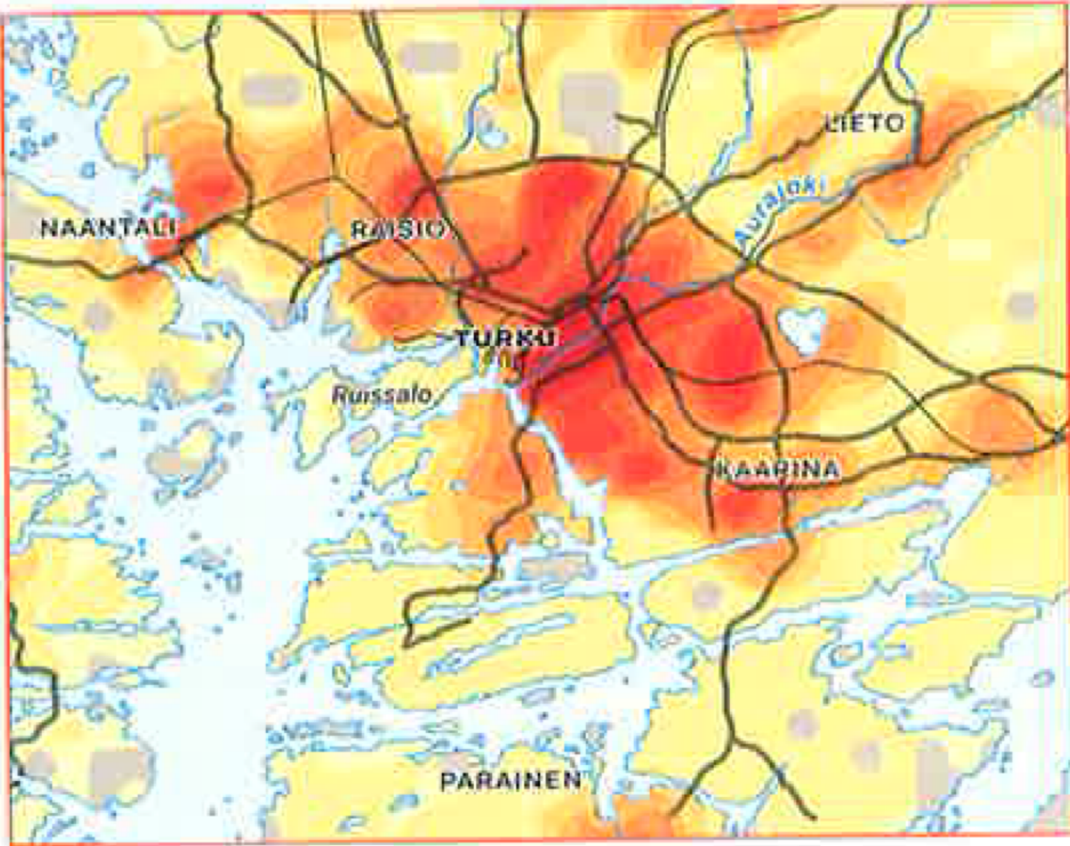 LIETO
Aurajoki
NAANTALI
RAISIO
TURKU
Ruissalo
KAARINA
PARAINEN